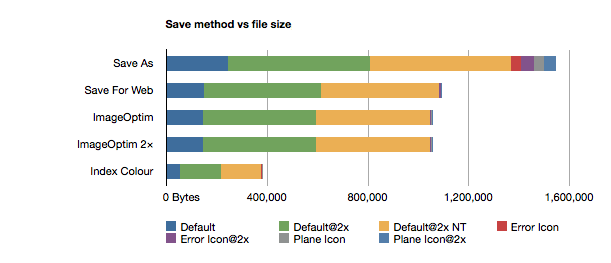 Save method vs file size
Save As
Save For Web
ImageOptim
ImageOptim 2×
Index Colour
0 Bytes 400,000 800,000 1,200,000 1,600,000
Default Default@2x Default@2x NT Error Icon
Error Icon@2x Plane Icon Plane Icon@2x